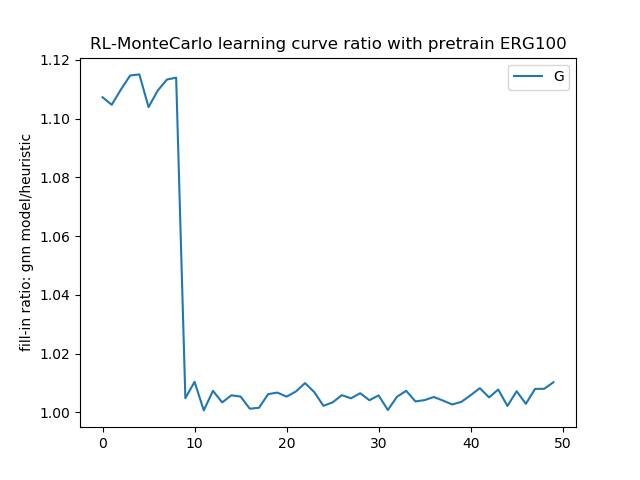 RL-MonteCarlo learning curve ratio with pretrain ERG100
G
fill-in ratio: gnn model/heuristic
1.12
1.10
1.08
1.06
1.04
1.02
1.00
0 10 20 30 40 50